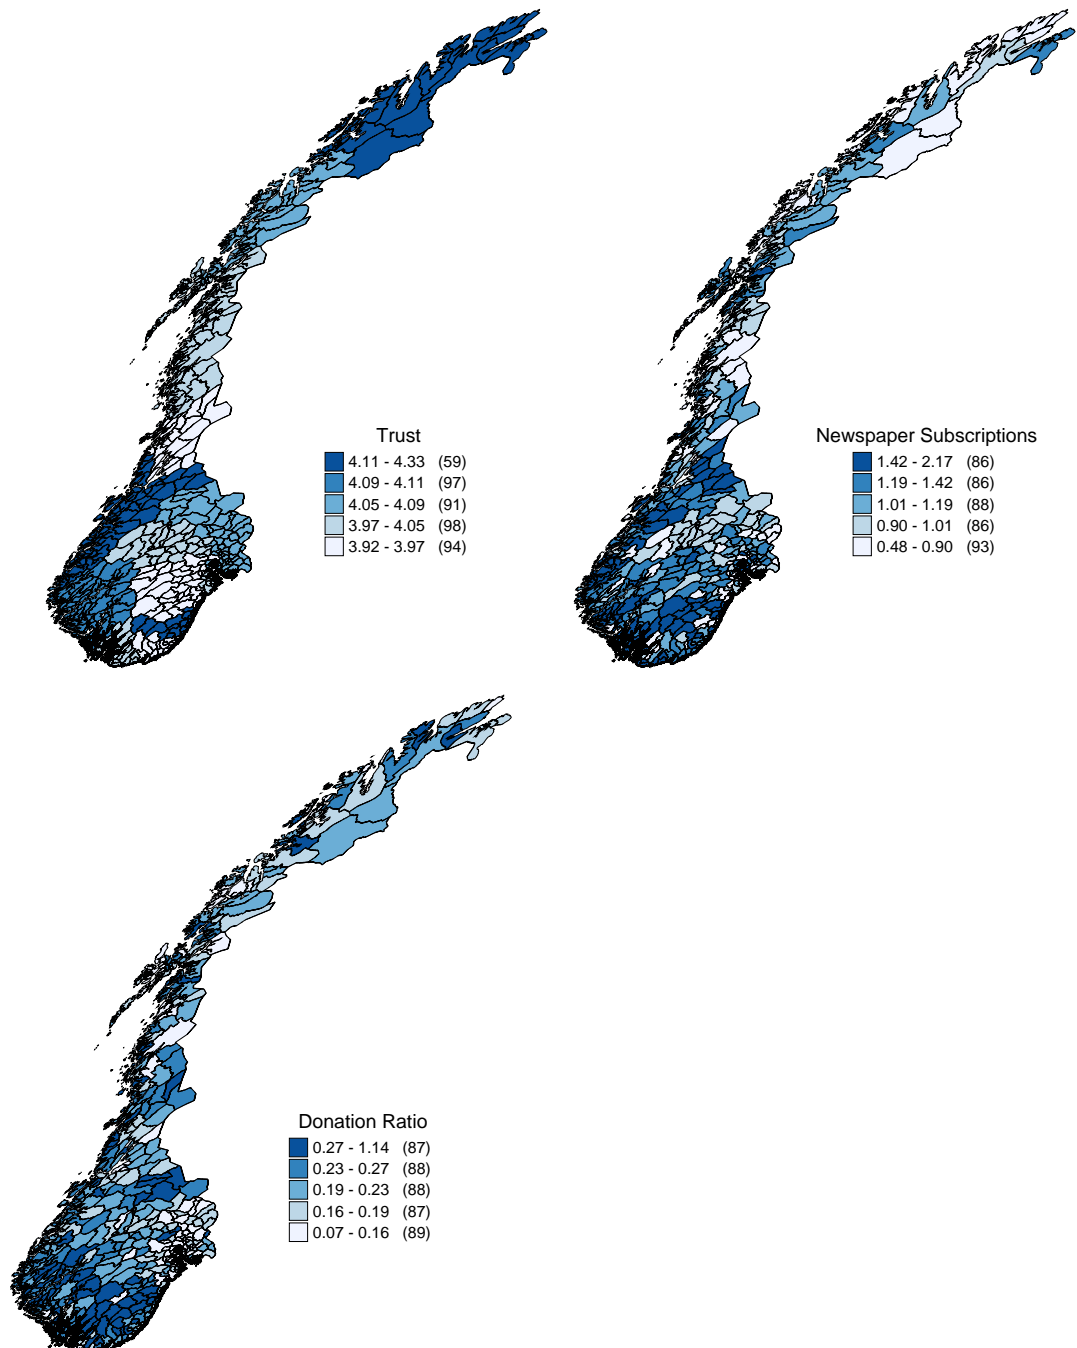 Trust
4.11 - 4.33 (59)
4.09 - 4.11 (97)
4.05 - 4.09 (91)
3.97 - 4.05 (98)
3.92 - 3.97 (94)
Newspaper Subscriptions
1.42 - 2.17 (86)
1.19 - 1.42 (86)
1.01 - 1.19 (88)
0.90 - 1.01 (86)
0.48 - 0.90 (93)
Donation Ratio
0.27 - 1.14 (87)
0.23 - 0.27 (88)
0.19 - 0.23 (88)
0.16 - 0.19 (87)
0.07 - 0.16 (89)